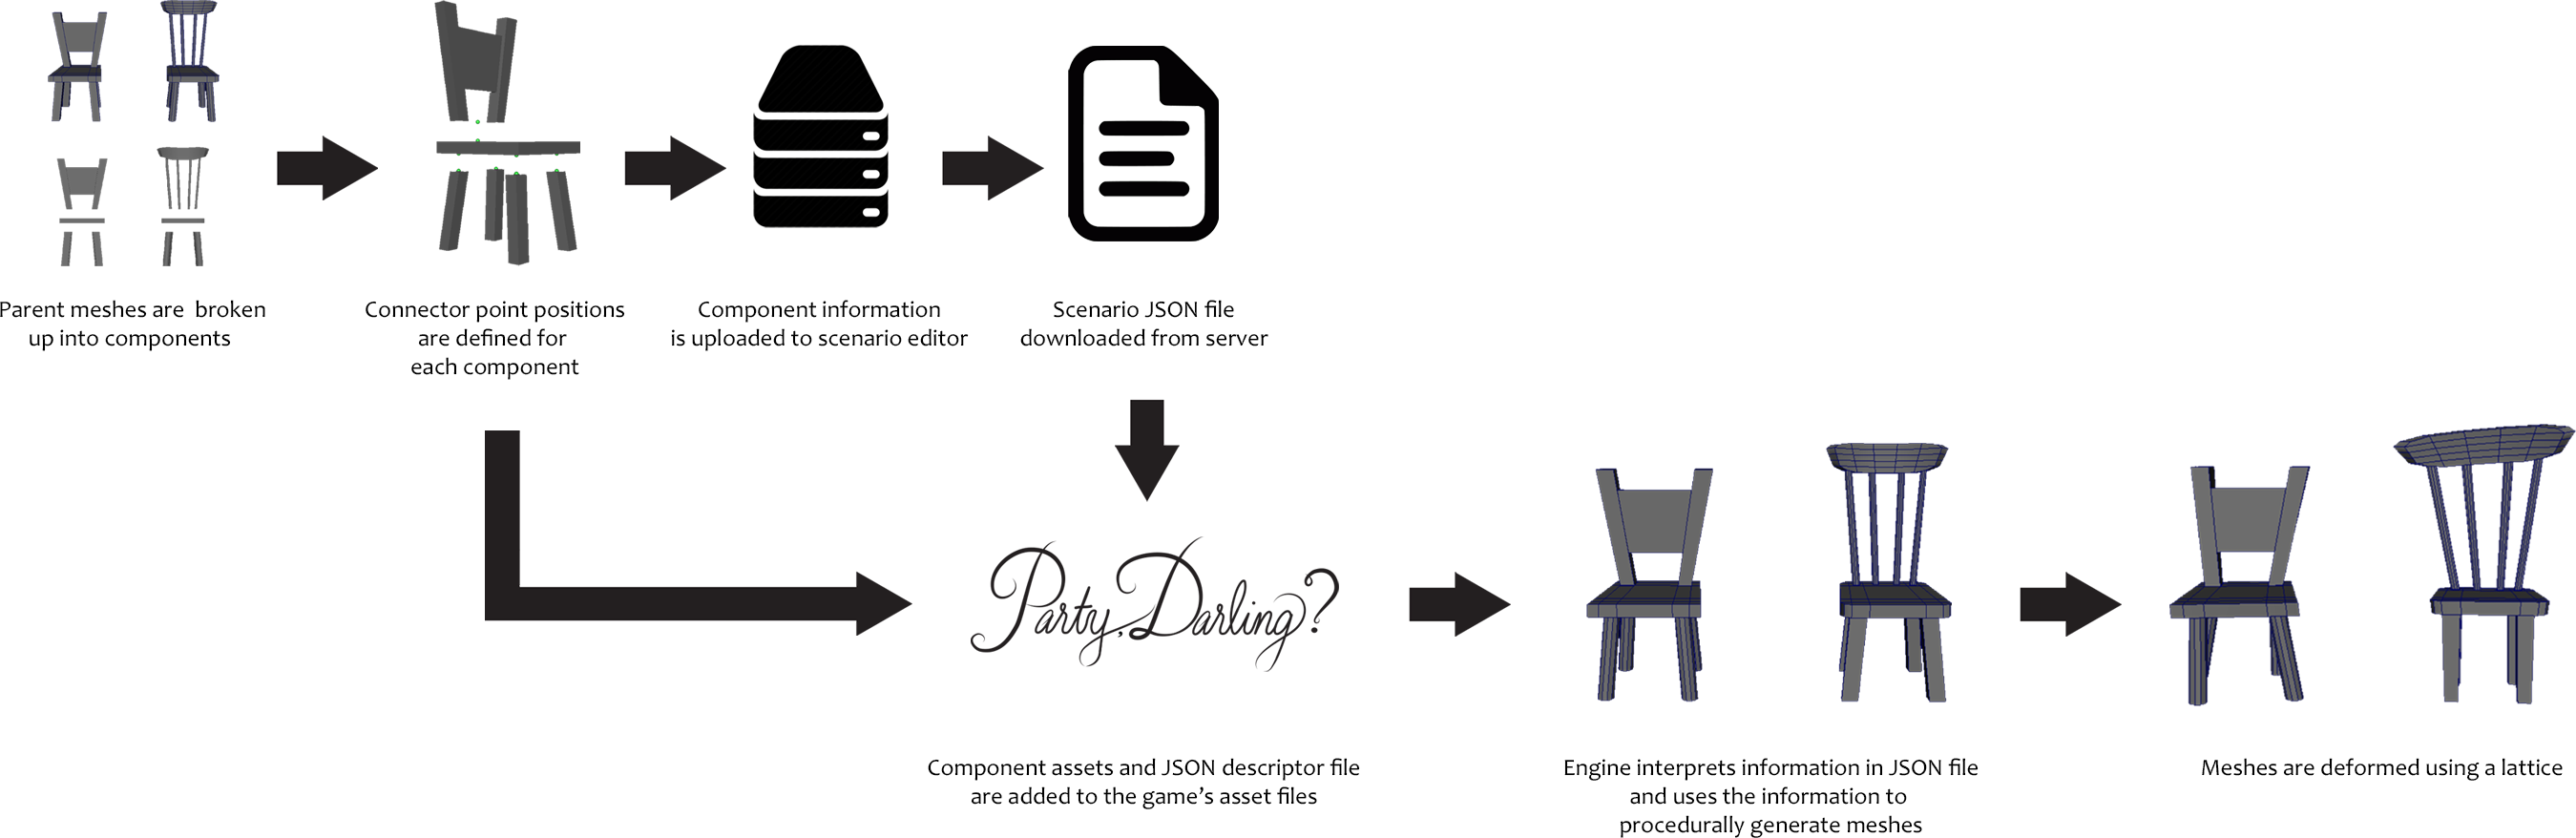 Parent meshes are  broken
up into components
Connector point positions
are defined for
each component
Component information
is uploaded to scenario editor
Scenario JSON file
downloaded from server
Party, Darling?
Component assets and JSON descriptor file
are added to the game’s asset files
Engine interprets information in JSON file
and uses the information to
procedurally generate meshes
Meshes are deformed using a lattice